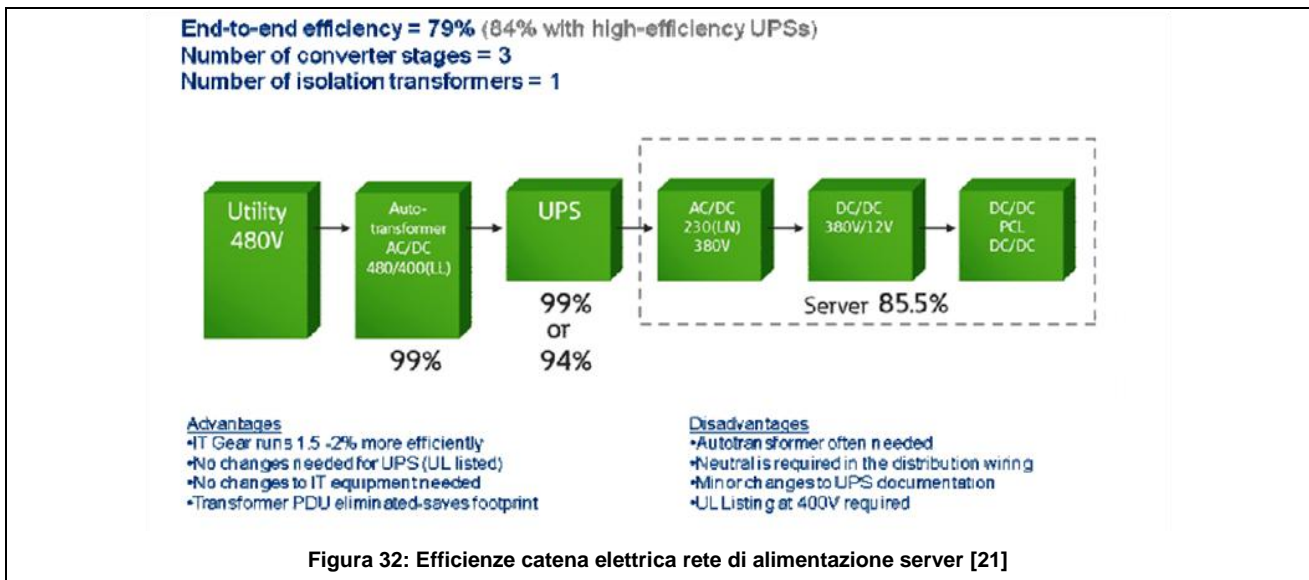 End-to-end efficiency = 79% (84% with high-efficiency UPSs)
Number of converter stages = 3
Number of isolation transformers = 1
Utility
480V
Auto-
transformer
AC/DC
480/400(LL)
99%
UPS
99%
or
94%
AC/DC
230(LN)
380V
DC/DC
380V/12V
DC/DC
PCL
DC/DC
Server 85.5%
Advantages
•IT Gear runs 1.5 -2% more efficiently
•No changes needed for UPS (UL listed)
•No changes to IT equipment needed
•Transformer PDU eliminated-saves footprint
Disadvantages
•Autotransformer often needed
•Neutral is required in the distribution wiring
•Minor changes to UPS documentation
•UL Listing at 400V required
Figura 32: Efficienze catena elettrica rete di alimentazione server [21]